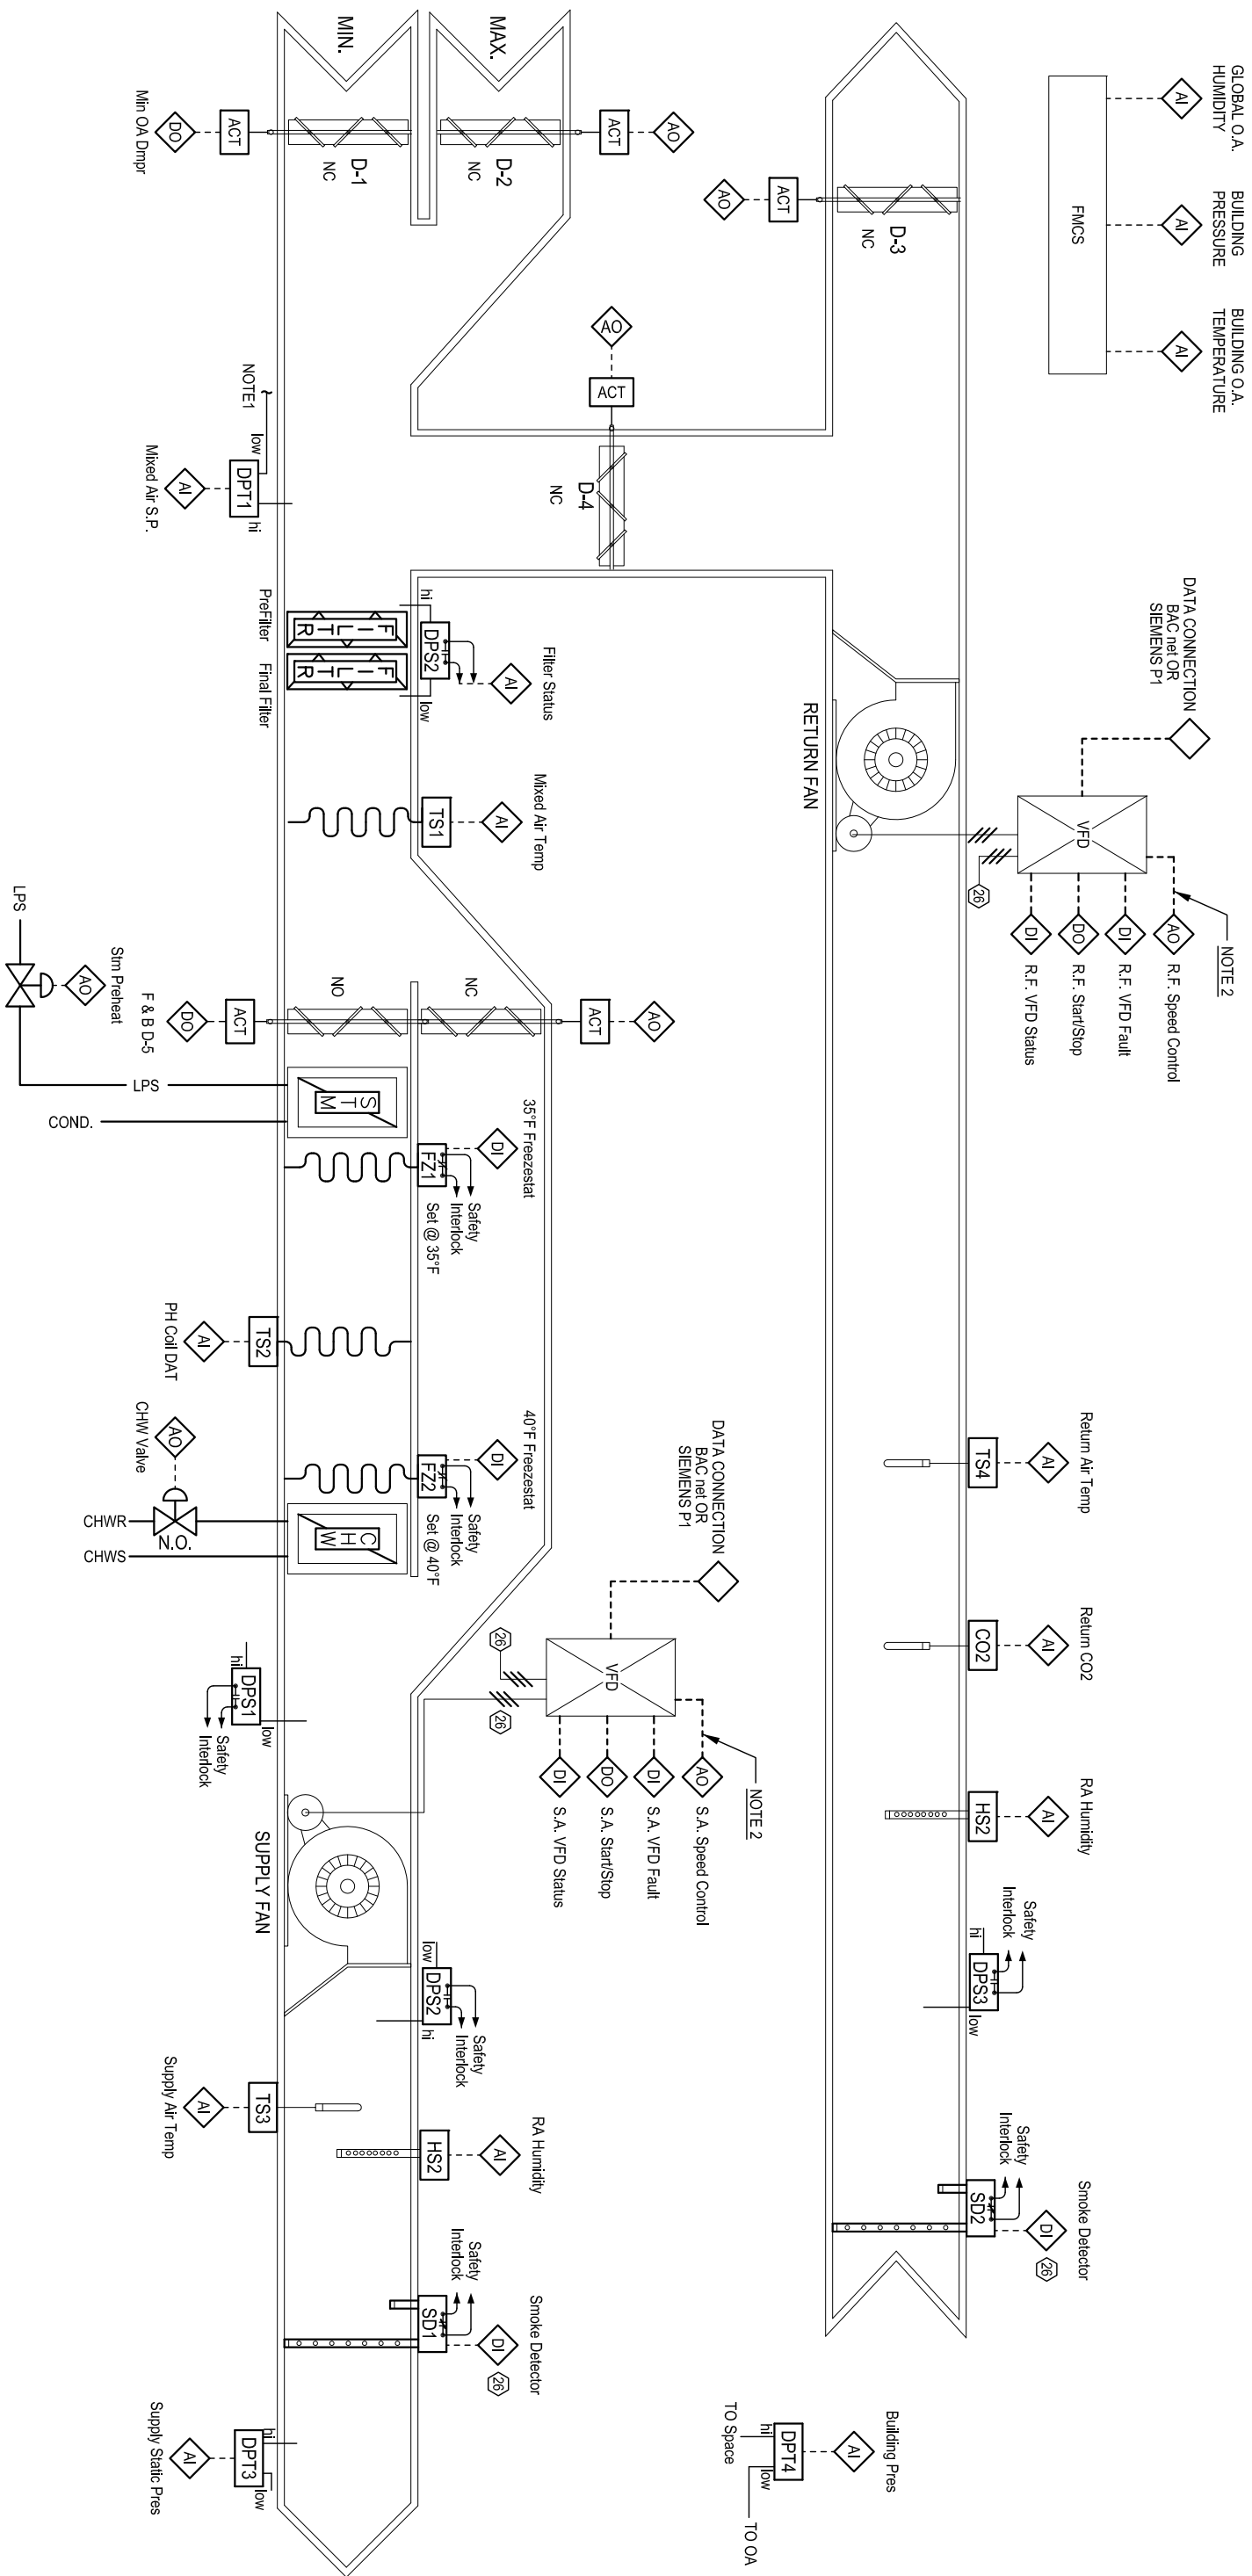 GLOBAL O.A.
HUMIDITY
AI
BUILDING
PRESSURE
AI
BUILDING O.A.
TEMPERATURE
AI
FMCS
D-3
NC
ACT
AO
DATA CONNECTION
BAC net OR
SIEMENS P1
VFD
NOTE 2
AO
R.F. Speed Control
DI
R.F. VFD Fault
DO
R.F. Start/Stop
DI
R.F. VFD Status
26
RETURN FAN
Return Air Temp
AI
TS4
Return CO2
AI
CO2
RA Humidity
AI
HS2
Safety
Interlock
hi
DPS3
low
Safety
Interlock
SD2
Smoke Detector
DI
26
Building Pres
AI
DPT4
hi
low
TO Space
TO OA
MAX.
AO
ACT
D-2
NC
MIN.
D-1
NC
ACT
DO
Min OA Dmpr
AO
ACT
D-4
NC
NOTE1
low
DPT1
hi
AI
Mixed Air S.P.
Filter Status
AI
hi
DPS2
low
FILTR
FILTR
PreFilter
Final Filter
Mixed Air Temp
AI
TS1
AO
ACT
NC
NO
ACT
DO
F & B D-5
AO
Stm Preheat
LPS
LPS
COND.
STM
35°F Freezestat
DI
FZ1
Safety
Interlock
Set @ 35°F
TS2
AI
PH Coil DAT
40°F Freezestat
DI
FZ2
Safety
Interlock
Set @ 40°F
CHW
AO
CHW Valve
N.O.
CHWR
CHWS
DATA CONNECTION
BAC net OR
SIEMENS P1
VFD
NOTE 2
AO
S.A. Speed Control
DI
S.A. VFD Fault
DO
S.A. Start/Stop
DI
S.A. VFD Status
26
26
hi
DPS1
low
Safety
Interlock
SUPPLY FAN
low
DPS2
hi
Safety
Interlock
TS3
AI
Supply Air Temp
RA Humidity
AI
HS2
Safety
Interlock
SD1
Smoke Detector
DI
26
hi
DPT3
low
AI
Supply Static Pres